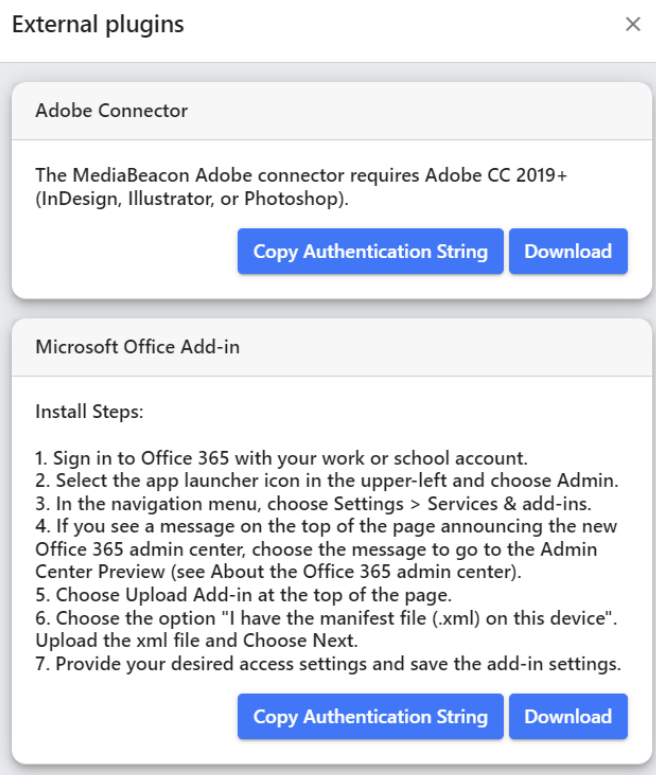 External plugins
Adobe Connector
The MediaBeacon Adobe connector requires Adobe CC 2019+
(InDesign, Illustrator, or Photoshop).
Copy Authentication String
Download
Microsoft Office Add-in
Install Steps:
1. Sign in to Office 365 with your work or school account.
2. Select the app launcher icon in the upper-left and choose Admin.
3. In the navigation menu, choose Settings > Services & add-ins.
4. If you see a message on the top of the page announcing the new
Office 365 admin center, choose the message to go to the Admin
Center Preview (see About the Office 365 admin center).
5. Choose Upload Add-in at the top of the page.
6. Choose the option "I have the manifest file (.xml) on this device".
Upload the xml file and Choose Next.
7. Provide your desired access settings and save the add-in settings.
Copy Authentication String
Download